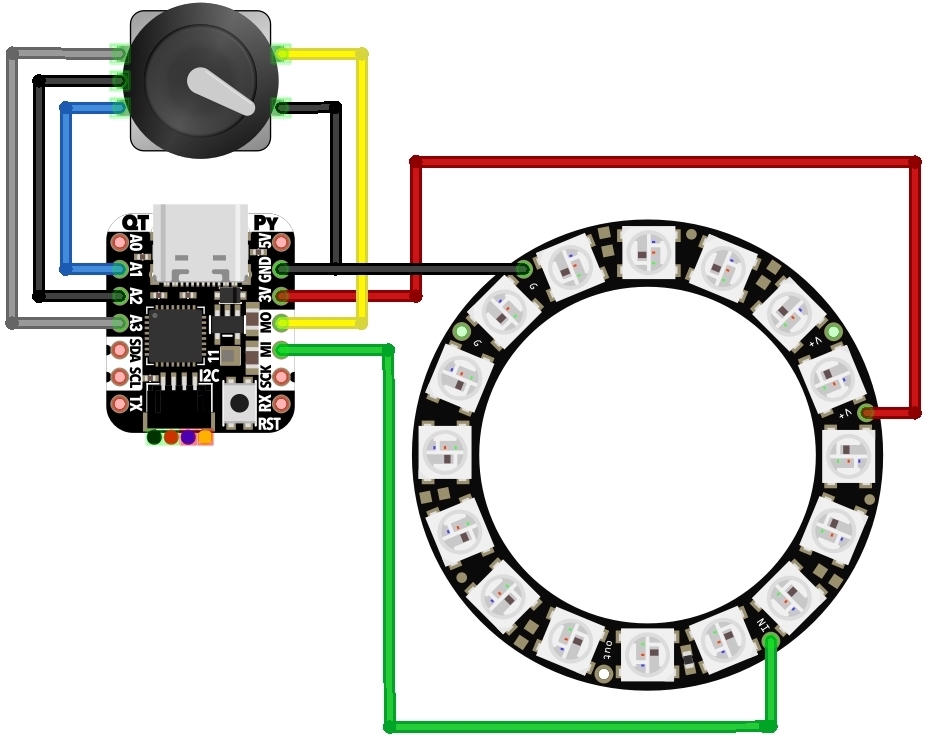 QT PY
A0 5V
A1 GND
A2 3V
A3 MO
SDA MI
SCL SCK
TX RX
I2C
RST
G
G
V+
V+
IN
out